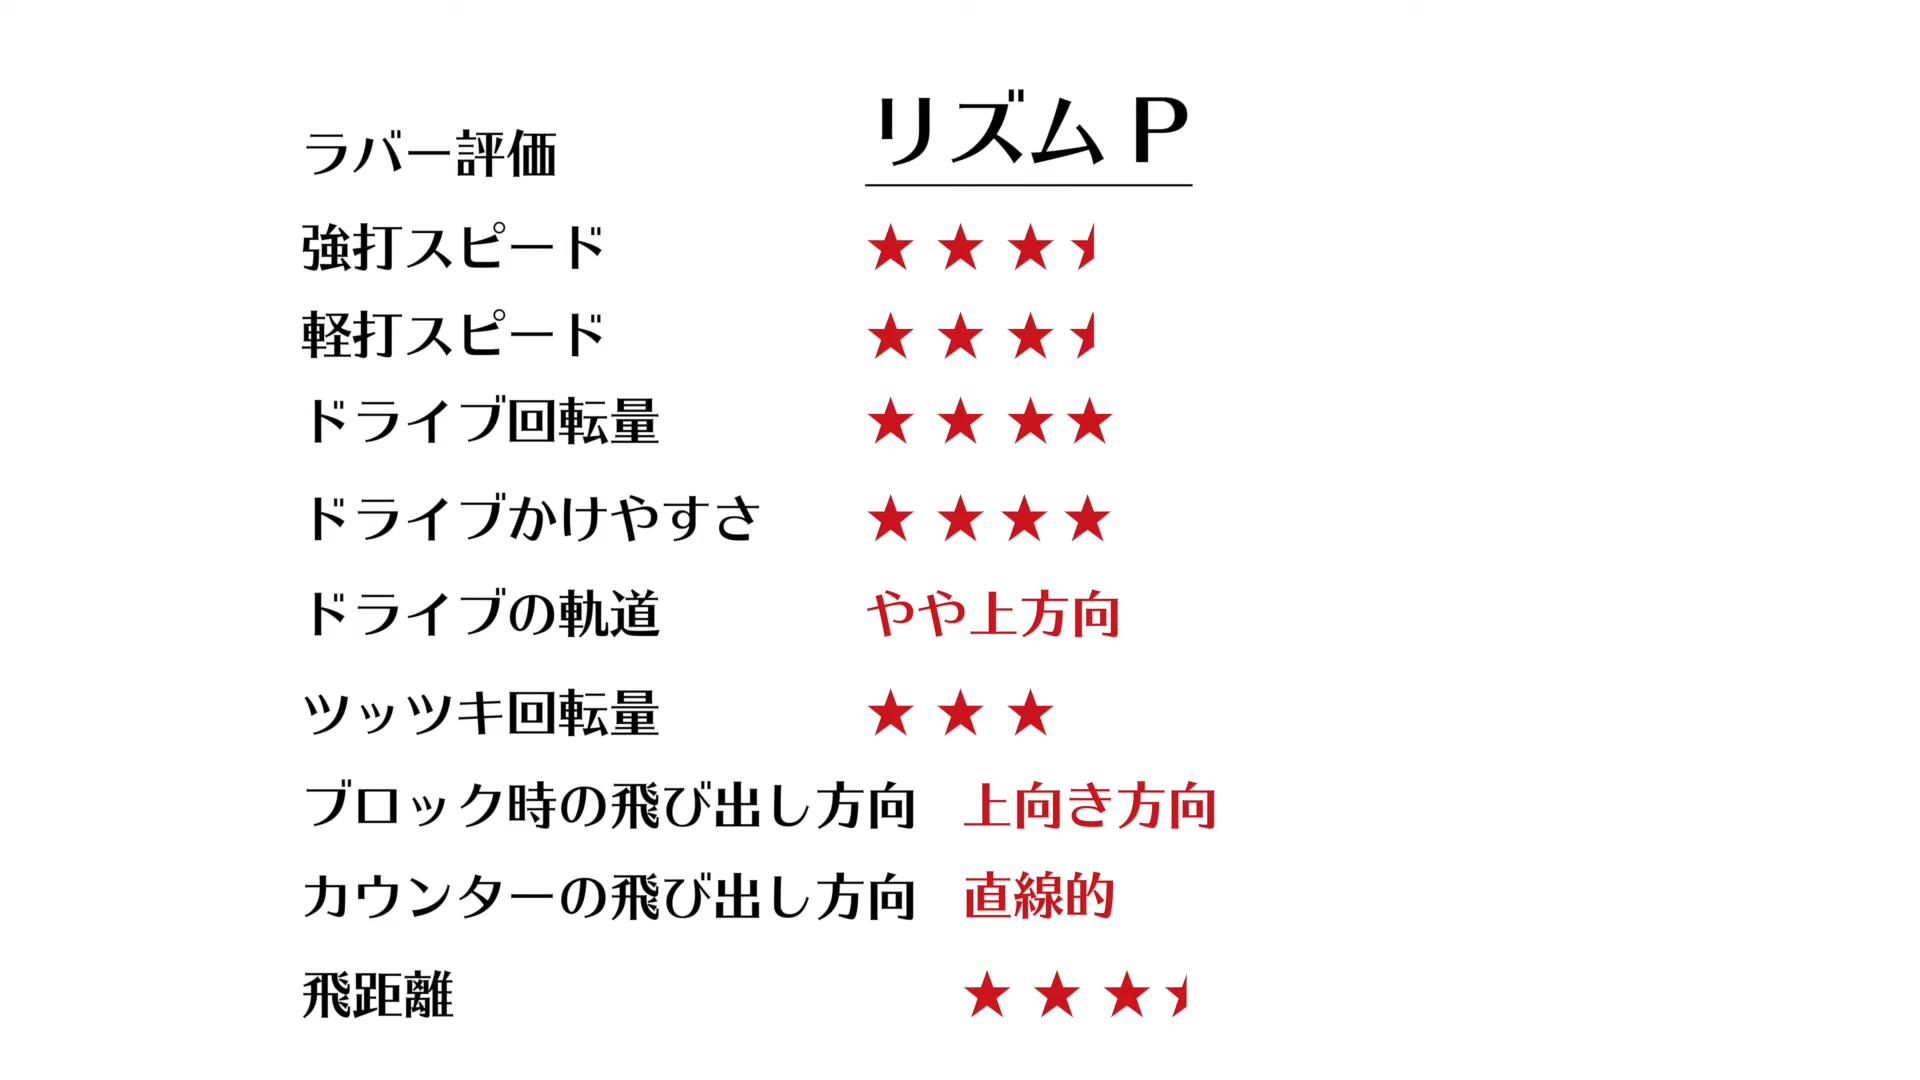 ラバー評価 リズムP
強打スピード ★★★⯨
軽打スピード ★★★⯨
ドライブ回転量 ★★★★
ドライブかけやすさ ★★★★
ドライブの軌道 やや上方向
ツッツキ回転量 ★★★
ブロック時の飛び出し方向 上向き方向
カウンターの飛び出し方向 直線的
飛距離 ★★★⯨